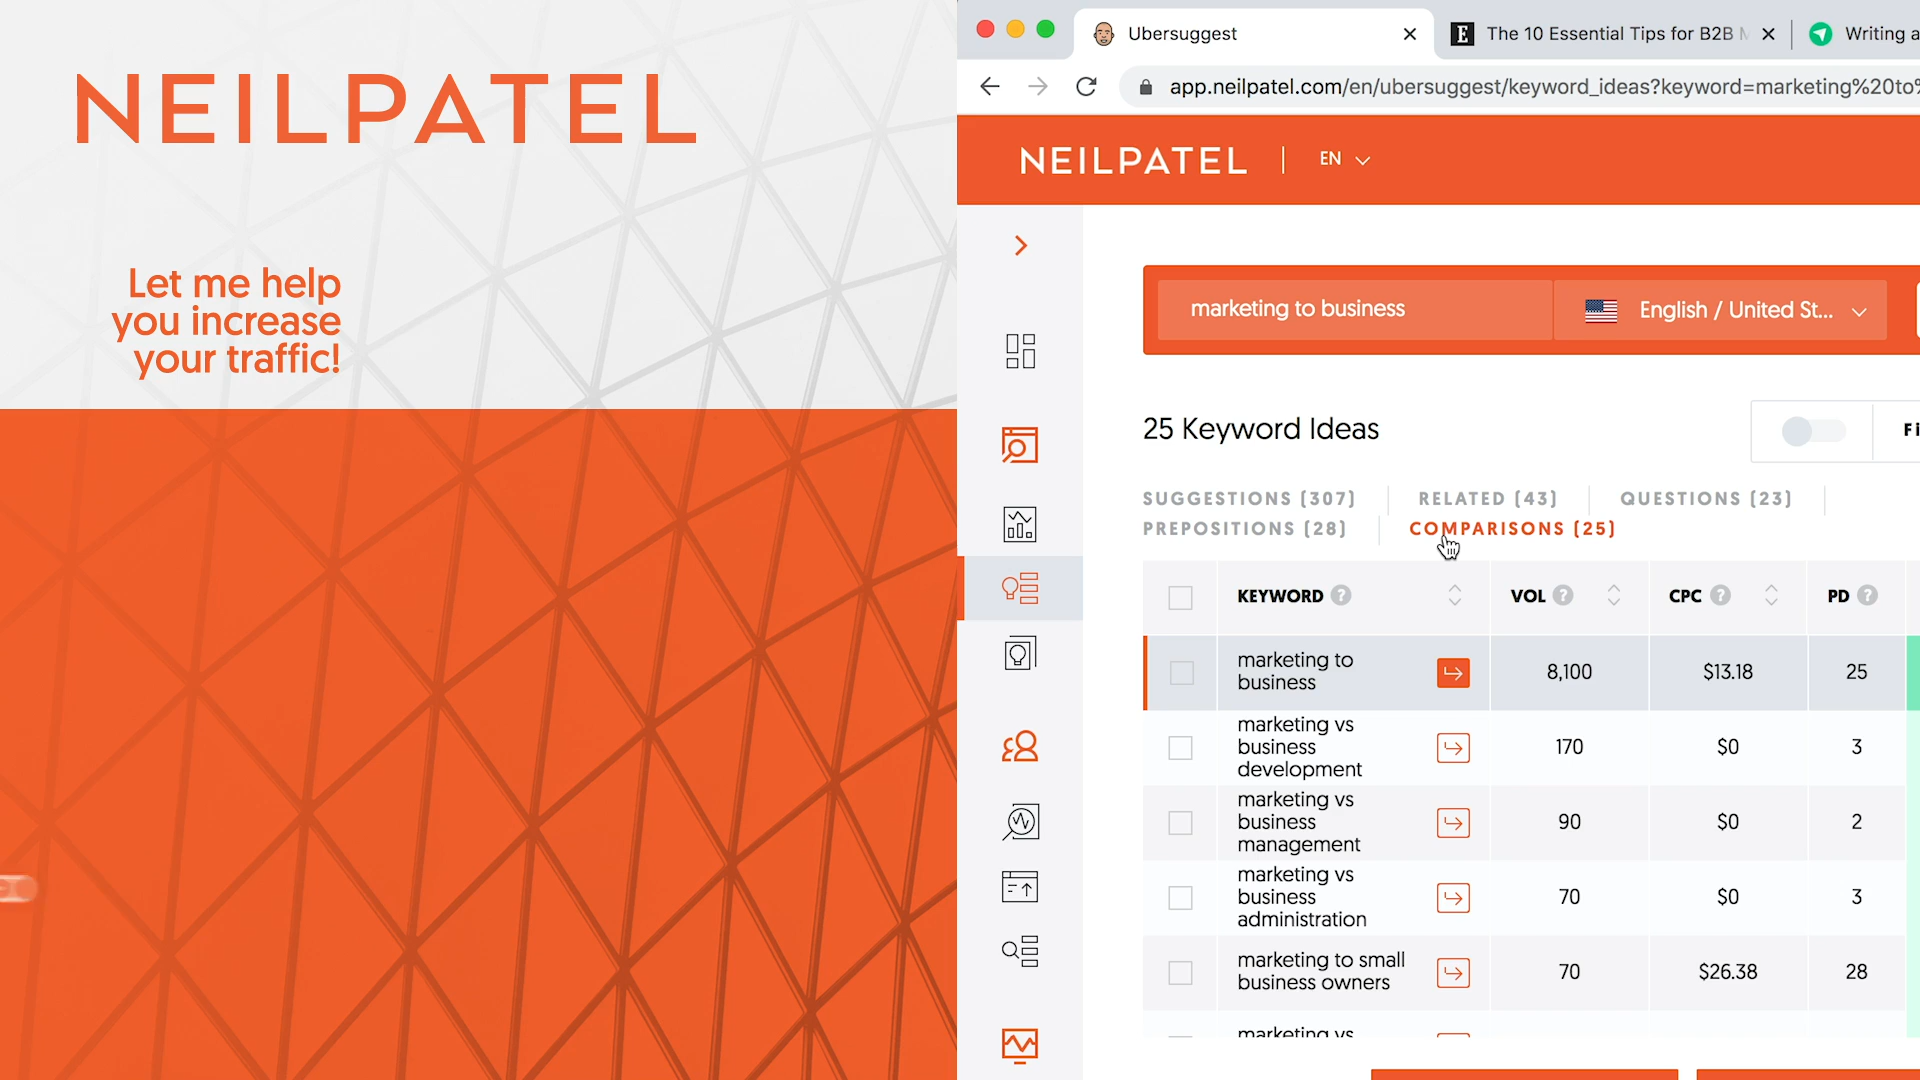 NEILPATEL
Let me help
you increase
your traffic!
Ubersuggest
The 10 Essential Tips for B2B
Writing
app.neilpatel.com/en/ubersuggest/keyword_ideas?keyword=marketing%20to%
NEILPATEL
EN
marketing to business
English / United St...
25 Keyword Ideas
SUGGESTIONS (307)
RELATED (43)
QUESTIONS (23)
PREPOSITIONS (28)
COMPARISONS (25)
KEYWORD ?
VOL ?
CPC ?
PD ?
marketing to
business
8,100
$13.18
25
marketing vs
business
development
170
$0
3
marketing vs
business
management
90
$0
2
marketing vs
business
administration
70
$0
3
marketing to small
business owners
70
$26.38
28
marketing vs